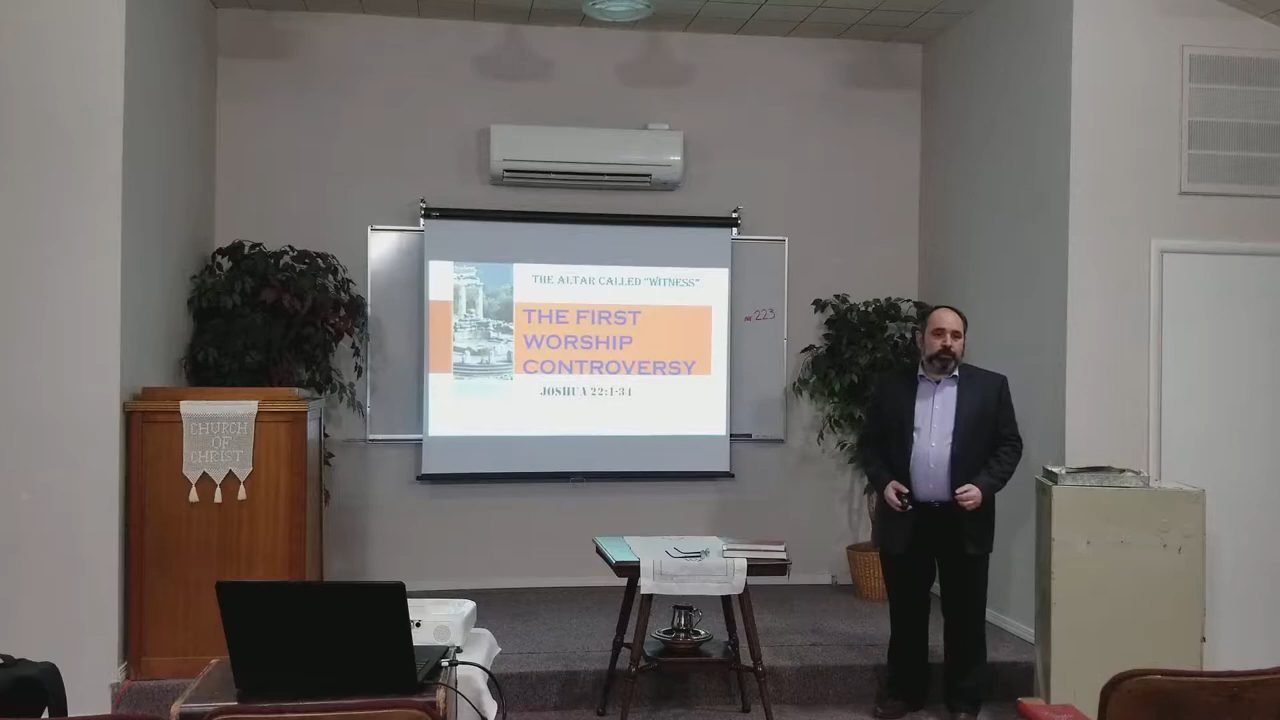 THE ALTAR CALLED "WITNESS"
THE FIRST
WORSHIP
CONTROVERSY
JOSHUA 22:1-34
223
CHURCH
OF
CHRIST